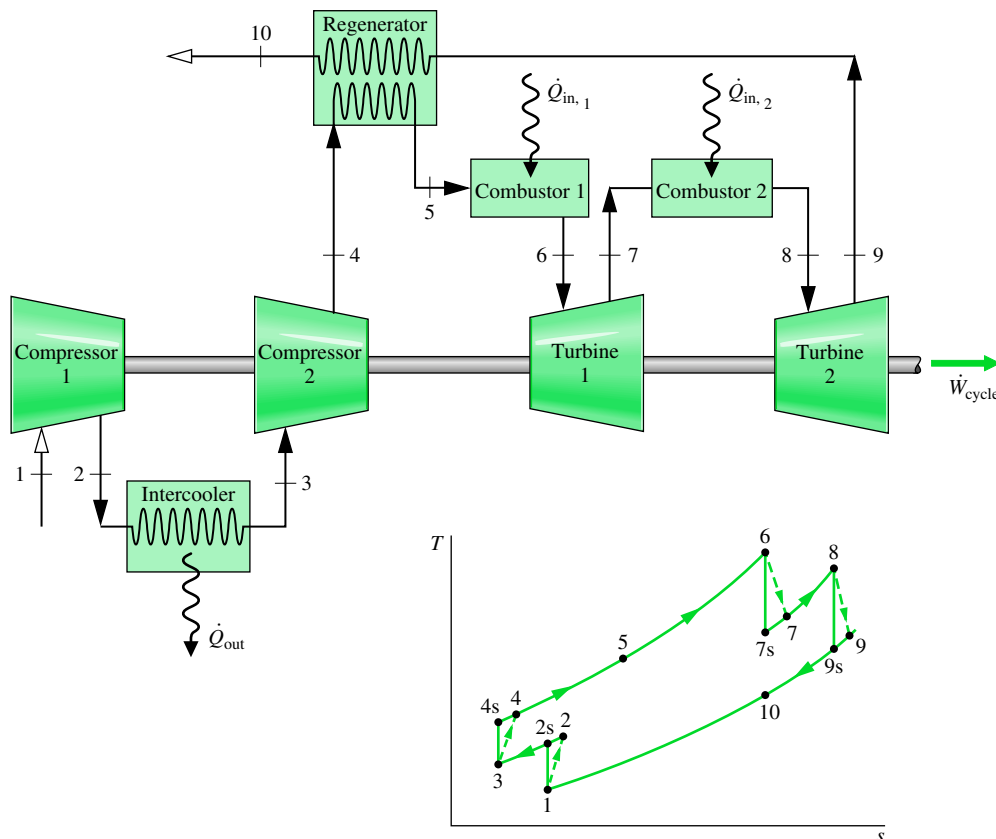 10
Regenerator
Q̇in, 1
Q̇in, 2
Combustor 1
Combustor 2
5
4
6
7
8
9
Compressor
1
Compressor
2
Turbine
1
Turbine
2
Ẇcycle
1
2
3
Intercooler
Q̇out
T
6
8
5
7
7s
9
9s
10
4s
4
2s
2
3
1
s